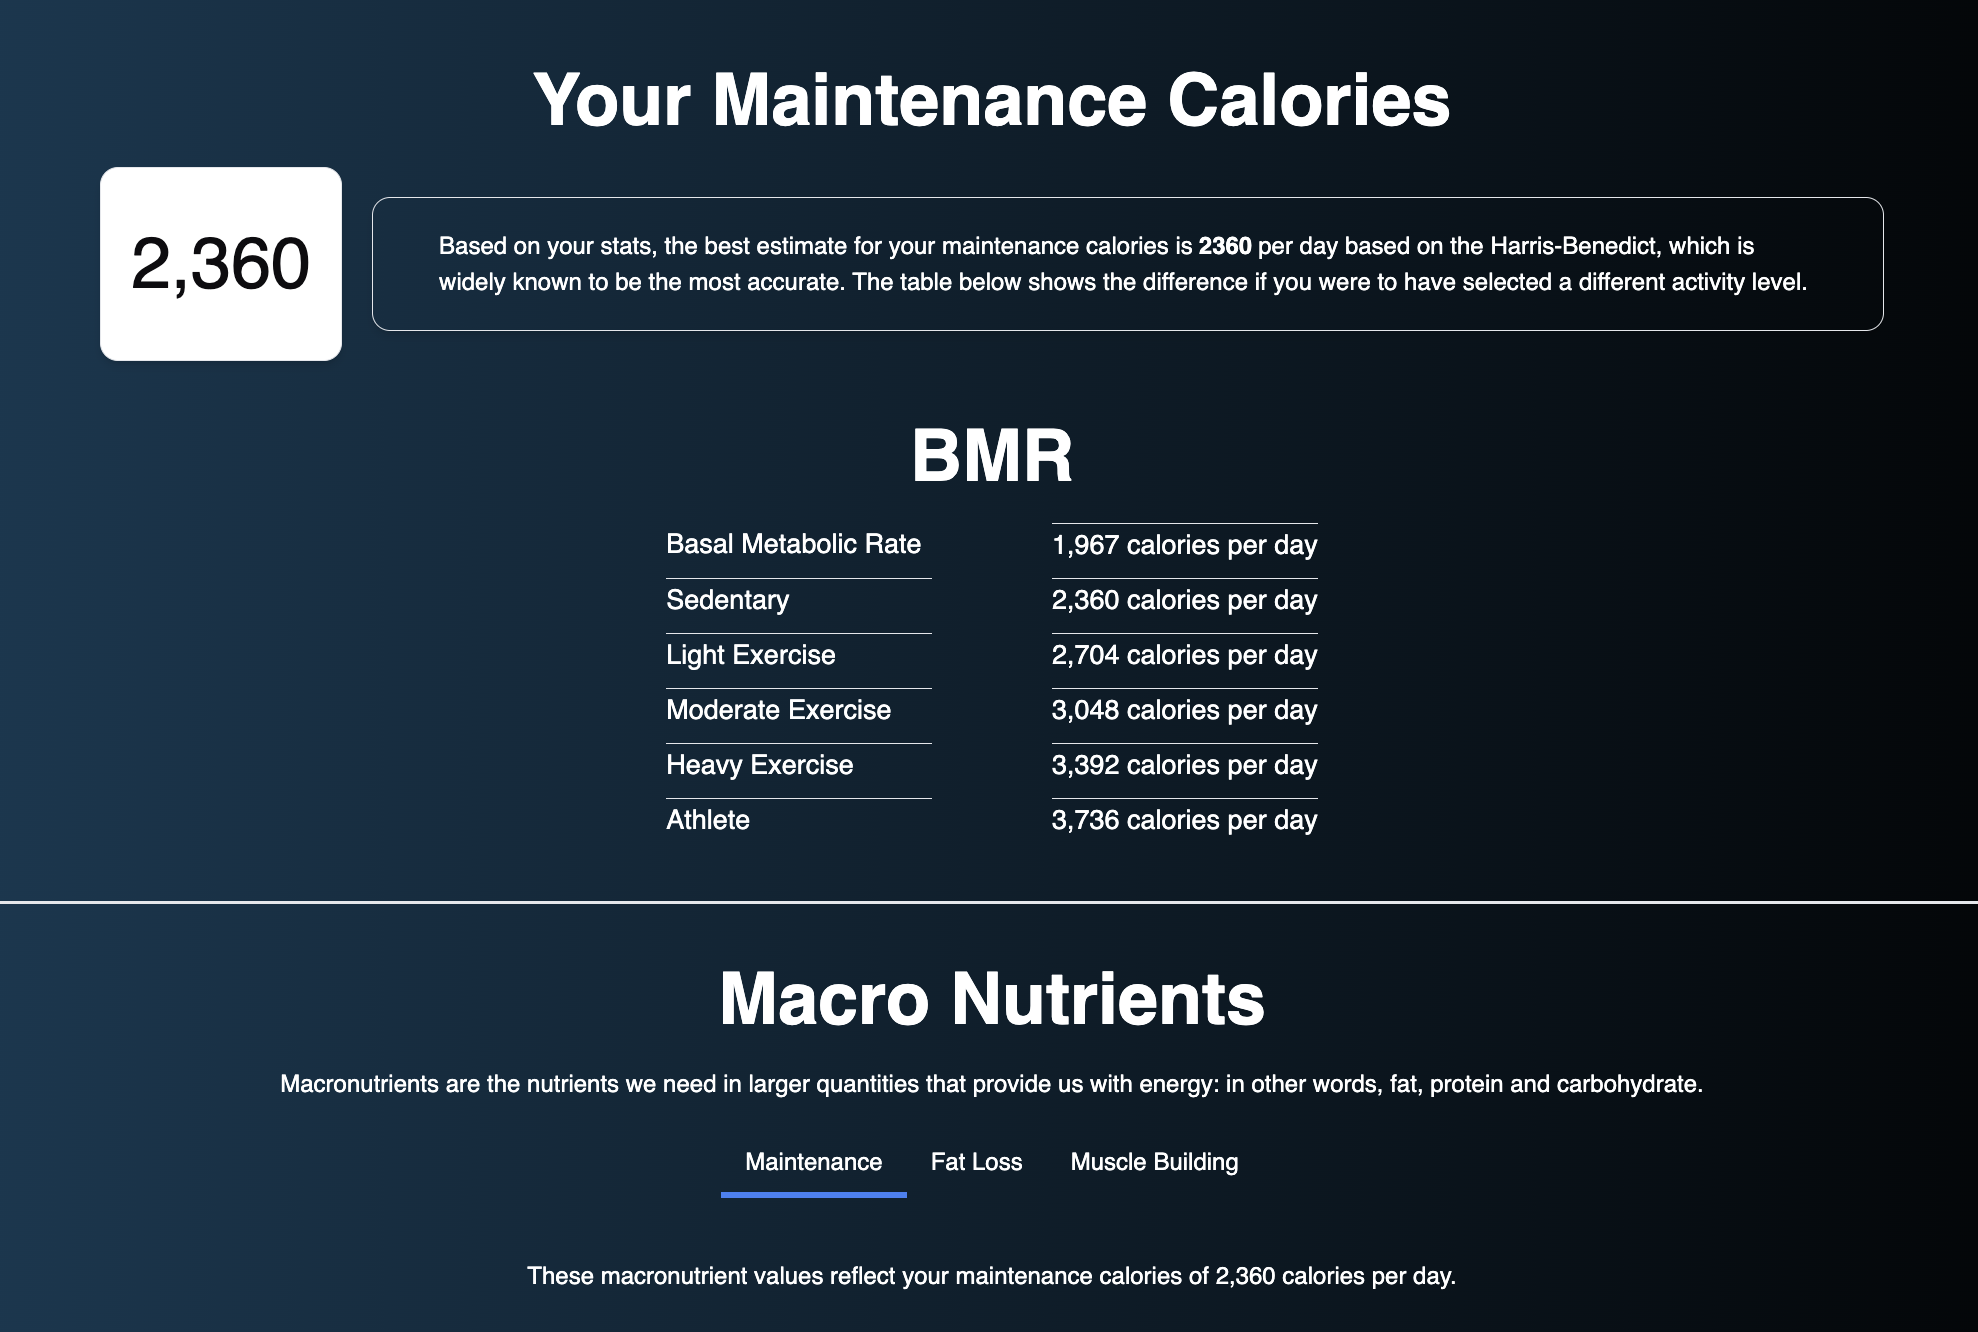 Your Maintenance Calories
2,360
Based on your stats, the best estimate for your maintenance calories is 2360 per day based on the Harris-Benedict, which is
widely known to be the most accurate. The table below shows the difference if you were to have selected a different activity level.
BMR
Basal Metabolic Rate 1,967 calories per day
Sedentary 2,360 calories per day
Light Exercise 2,704 calories per day
Moderate Exercise 3,048 calories per day
Heavy Exercise 3,392 calories per day
Athlete 3,736 calories per day
Macro Nutrients
Macronutrients are the nutrients we need in larger quantities that provide us with energy: in other words, fat, protein and carbohydrate.
Maintenance Fat Loss Muscle Building
These macronutrient values reflect your maintenance calories of 2,360 calories per day.